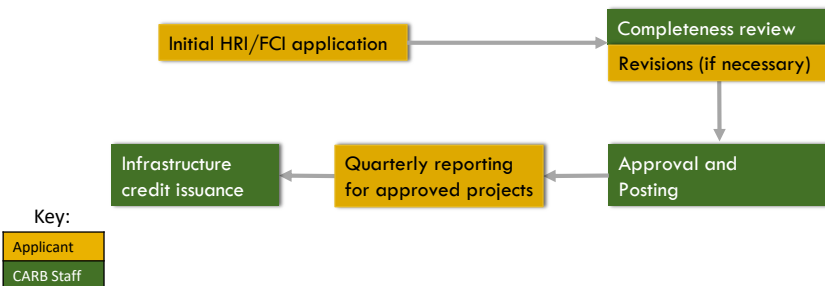 Initial HRI/FCI application
Completeness review
Revisions (if necessary)
Infrastructure
credit issuance
Quarterly reporting
for approved projects
Approval and
Posting
Key:
Applicant
CARB Staff